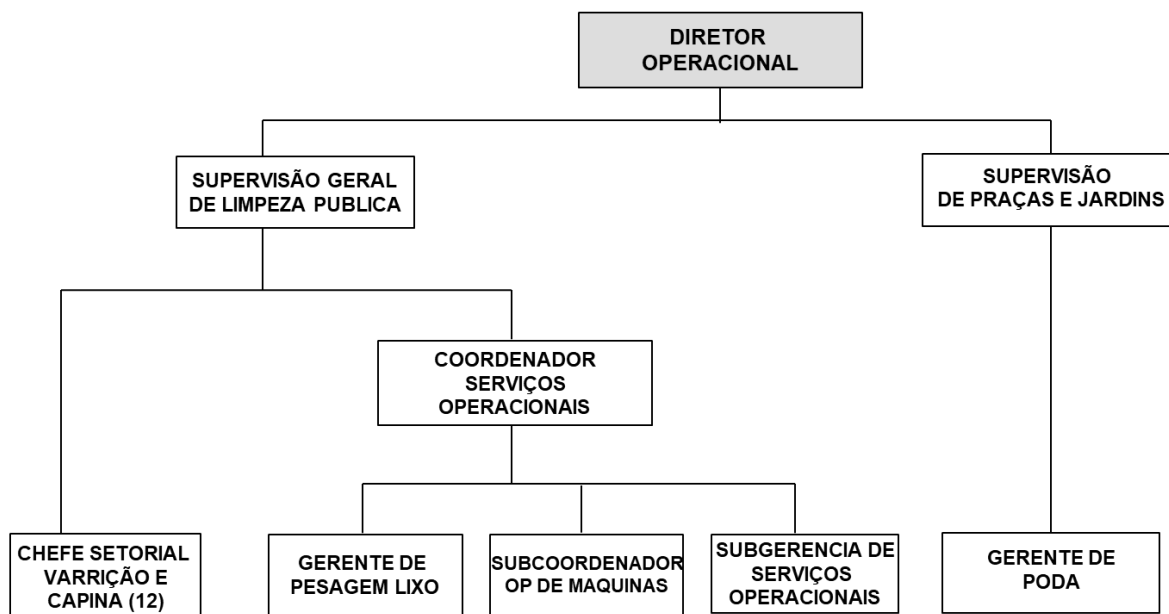 DIRETOR
OPERACIONAL
SUPERVISÃO GERAL
DE LIMPEZA PUBLICA
SUPERVISÃO
DE PRAÇAS E JARDINS
COORDENADOR
SERVIÇOS
OPERACIONAIS
CHEFE SETORIAL
VARRIÇÃO E
CAPINA (12)
GERENTE DE
PESAGEM LIXO
SUBCOORDENADOR
OP DE MAQUINAS
SUBGERENCIA DE
SERVIÇOS
OPERACIONAIS
GERENTE DE
PODA